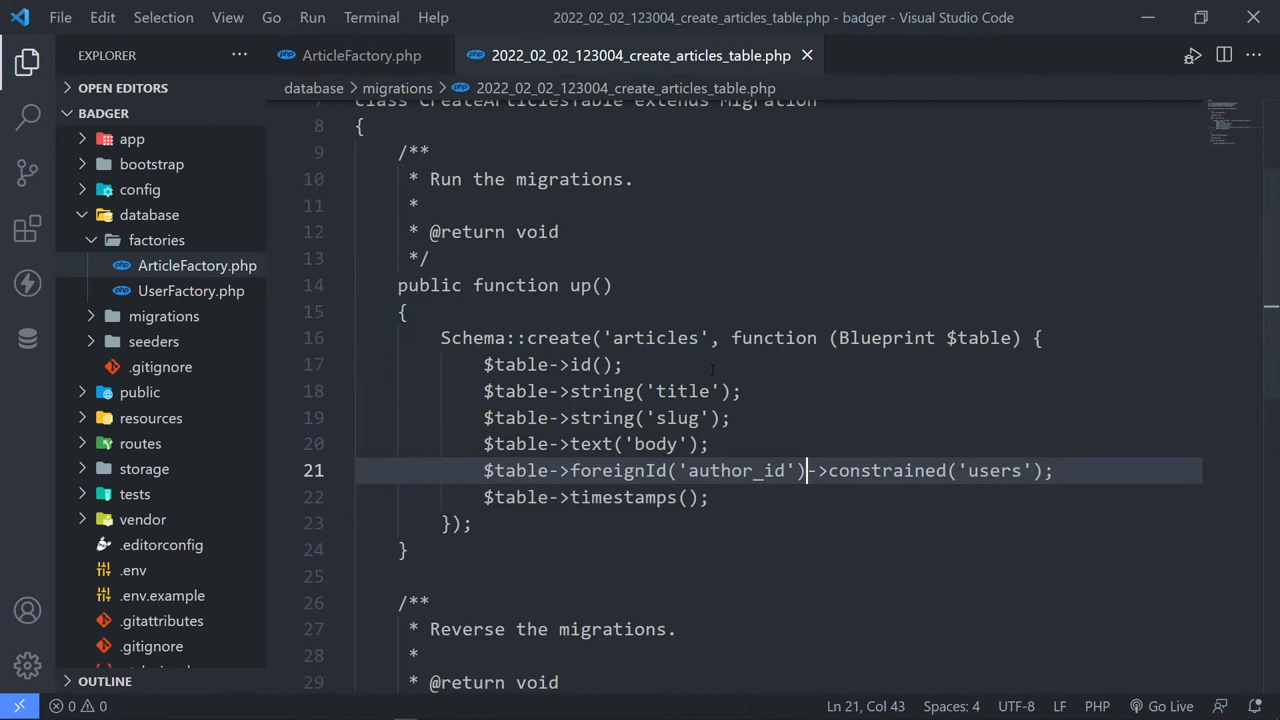 File Edit Selection View Go Run Terminal Help 2022_02_02_123004_create_articles_table.php - badger - Visual Studio Code
EXPLORER
OPEN EDITORS
BADGER
app
bootstrap
config
database
factories
ArticleFactory.php
UserFactory.php
migrations
seeders
.gitignore
public
resources
routes
storage
tests
vendor
.editorconfig
.env
.env.example
.gitattributes
.gitignore
OUTLINE
ArticleFactory.php 2022_02_02_123004_create_articles_table.php
database > migrations > 2022_02_02_123004_create_articles_table.php
class CreateArticlesTable extends Migration
8 {
9 /**
10 * Run the migrations.
11 *
12 * @return void
13 */
14 public function up()
15 {
16 Schema::create('articles', function (Blueprint $table) {
17 $table->id();
18 $table->string('title');
19 $table->string('slug');
20 $table->text('body');
21 $table->foreignId('author_id')->constrained('users');
22 $table->timestamps();
23 });
24 }
25
26 /**
27 * Reverse the migrations.
28 *
29 * @return void
0 0 Ln 21, Col 43 Spaces: 4 UTF-8 LF PHP Go Live